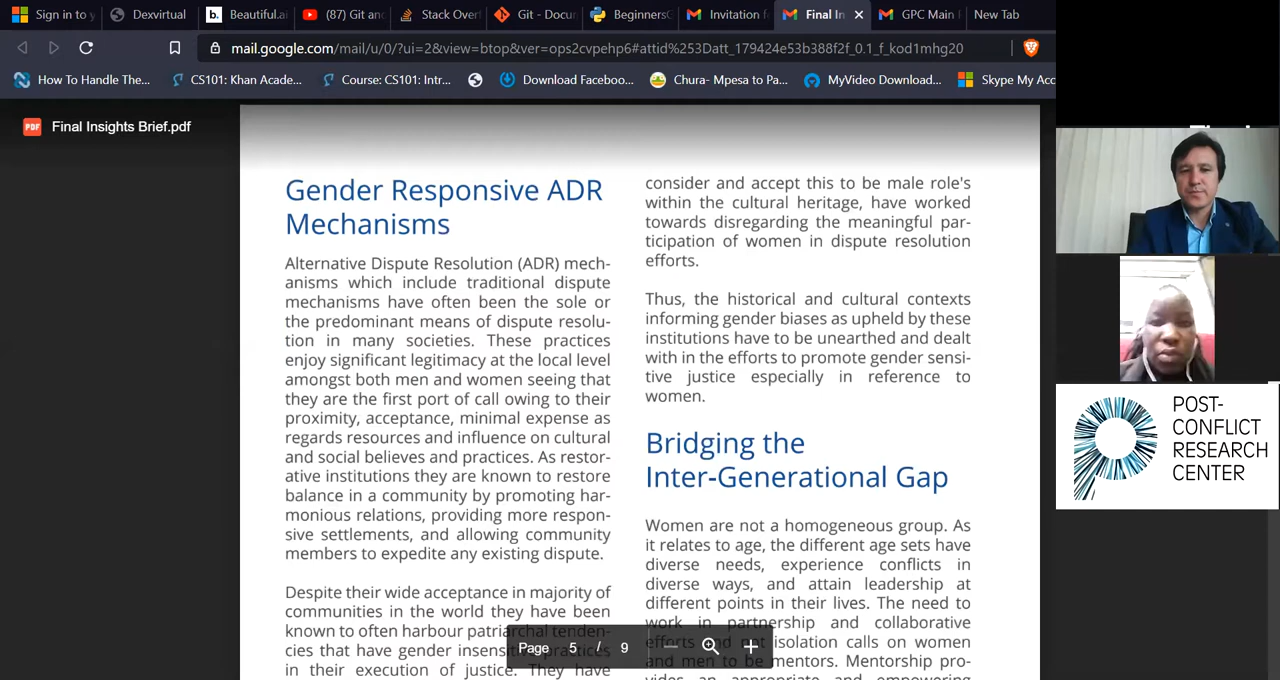 Sign in to y
Dexvirtual
Beautiful.ai
(87) Git and
Stack Over
Git - Docu
BeginnersG
Invitation f
Final In
GPC Main
New Tab
mail.google.com/mail/u/0/?ui=2&view=btop&ver=ops2cvpehp6#attid%253Datt_179424e53b388f2f_0.1_f_kod1mhg20
How To Handle The...
CS101: Khan Acade...
Course: CS101: Intr...
Download Faceboo...
Chura- Mpesa to Pa...
MyVideo Download...
Skype My Acc
PDF
Final Insights Brief.pdf
Gender Responsive ADR
Mechanisms
Alternative Dispute Resolution (ADR) mech-
anisms which include traditional dispute
mechanisms have often been the sole or
the predominant means of dispute resolu-
tion in many societies. These practices
enjoy significant legitimacy at the local level
amongst both men and women seeing that
they are the first port of call owing to their
proximity, acceptance, minimal expense as
regards resources and influence on cultural
and social believes and practices. As restor-
ative institutions they are known to restore
balance in a community by promoting har-
monious relations, providing more respon-
sive settlements, and allowing community
members to expedite any existing dispute.
Despite their wide acceptance in majority of
communities in the world they have been
known to often harbour patriarchal tenden-
cies that have gender insensitive practices
in their execution of justice. They have
consider and accept this to be male role's
within the cultural heritage, have worked
towards disregarding the meaningful par-
ticipation of women in dispute resolution
efforts.
Thus, the historical and cultural contexts
informing gender biases as upheld by these
institutions have to be unearthed and dealt
with in the efforts to promote gender sensi-
tive justice especially in reference to
women.
Bridging the
Inter-Generational Gap
Women are not a homogeneous group. As
it relates to age, the different age sets have
diverse needs, experience conflicts in
diverse ways, and attain leadership at
different points in their lives. The need to
work in partnership and collaborative
efforts and not isolation calls on women
and men to be mentors. Mentorship pro-
vides an appropriate and empowering
Page 5 / 9
POST-
CONFLICT
RESEARCH
CENTER